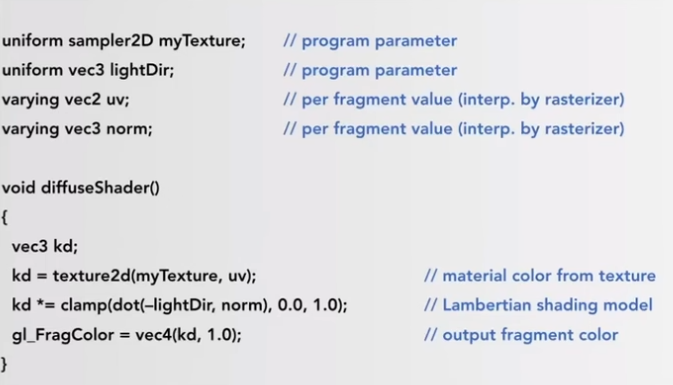 uniform sampler2D myTexture; // program parameter
uniform vec3 lightDir; // program parameter
varying vec2 uv; // per fragment value (interp. by rasterizer)
varying vec3 norm; // per fragment value (interp. by rasterizer)
void diffuseShader()
{
vec3 kd;
kd = texture2d(myTexture, uv); // material color from texture
kd *= clamp(dot(–lightDir, norm), 0.0, 1.0); // Lambertian shading model
gl_FragColor = vec4(kd, 1.0); // output fragment color
}